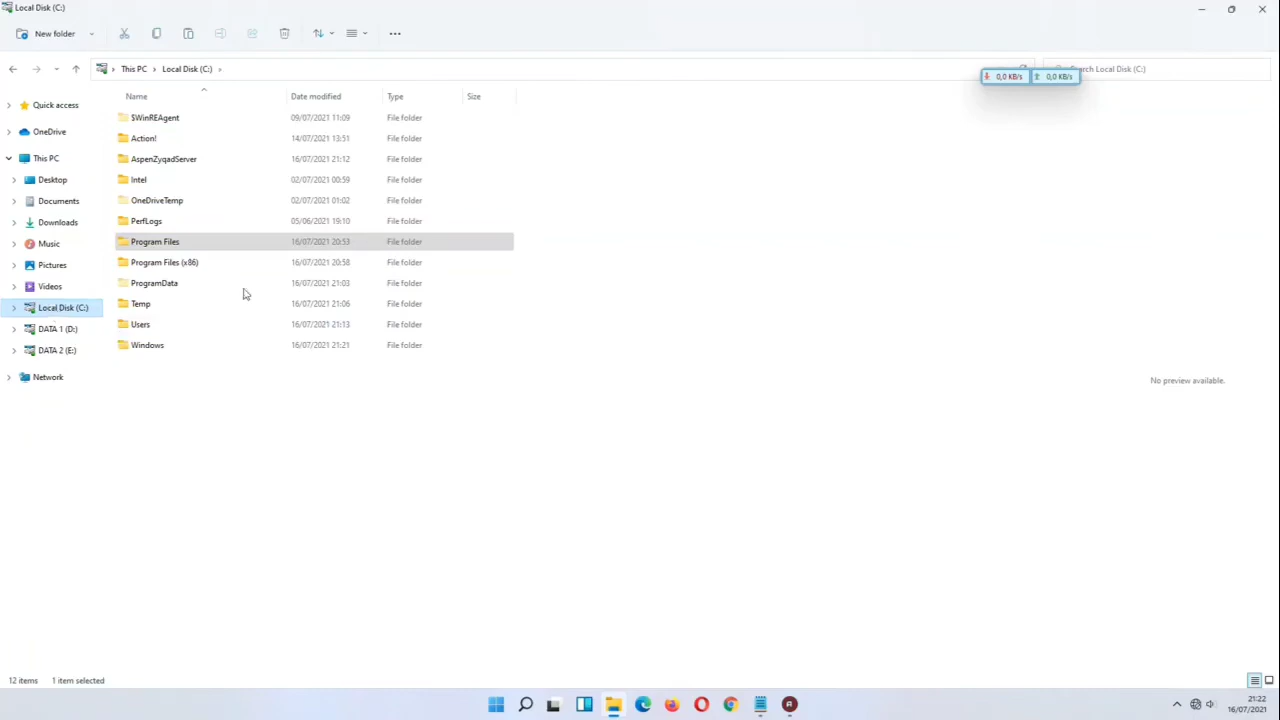 Local Disk (C:)
New folder
This PC > Local Disk (C:) >
0,0 KB/s 0,0 KB/s
Search Local Disk (C:)
Name Date modified Type Size
Quick access
OneDrive
This PC
Desktop
Documents
Downloads
Music
Pictures
Videos
Local Disk (C:)
DATA 1 (D:)
DATA 2 (E:)
Network
$WinREAgent 09/07/2021 11:09 File folder
Action! 14/07/2021 13:51 File folder
AspenZyqadServer 16/07/2021 21:12 File folder
Intel 02/07/2021 00:59 File folder
OneDriveTemp 02/07/2021 01:02 File folder
PerfLogs 05/06/2021 19:10 File folder
Program Files 16/07/2021 20:53 File folder
Program Files (x86) 16/07/2021 20:58 File folder
ProgramData 16/07/2021 21:03 File folder
Temp 16/07/2021 21:06 File folder
Users 16/07/2021 21:13 File folder
Windows 16/07/2021 21:21 File folder
No preview available.
12 items 1 item selected
21:22
16/07/2021